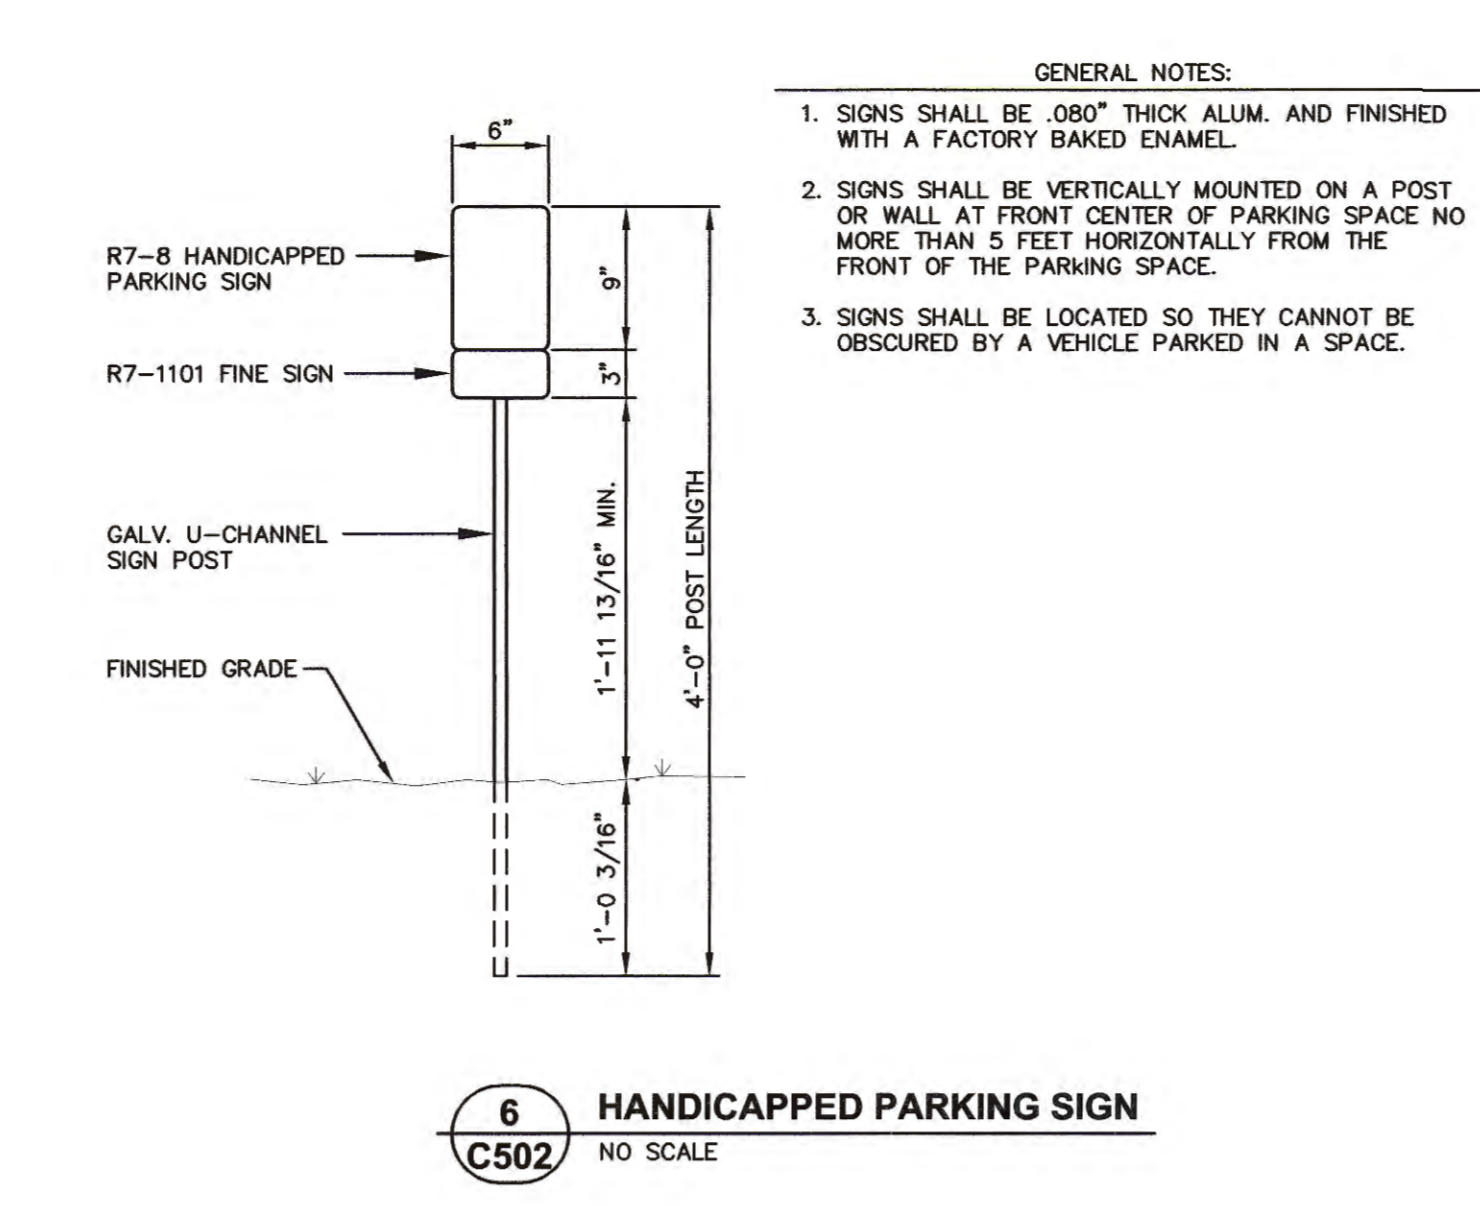 GENERAL NOTES:
1. SIGNS SHALL BE .080" THICK ALUM. AND FINISHED
WITH A FACTORY BAKED ENAMEL.
2. SIGNS SHALL BE VERTICALLY MOUNTED ON A POST
OR WALL AT FRONT CENTER OF PARKING SPACE NO
MORE THAN 5 FEET HORIZONTALLY FROM THE
FRONT OF THE PARkING SPACE.
3. SIGNS SHALL BE LOCATED SO THEY CANNOT BE
OBSCURED BY A VEHICLE PARKED IN A SPACE.
6"
R7-8 HANDICAPPED
PARKING SIGN
9"
R7-1101 FINE SIGN
3"
GALV. U-CHANNEL
SIGN POST
1'-11 13/16" MIN.
4'-0" POST LENGTH
FINISHED GRADE
1'-0 3/16"
6
C502
HANDICAPPED PARKING SIGN
NO SCALE